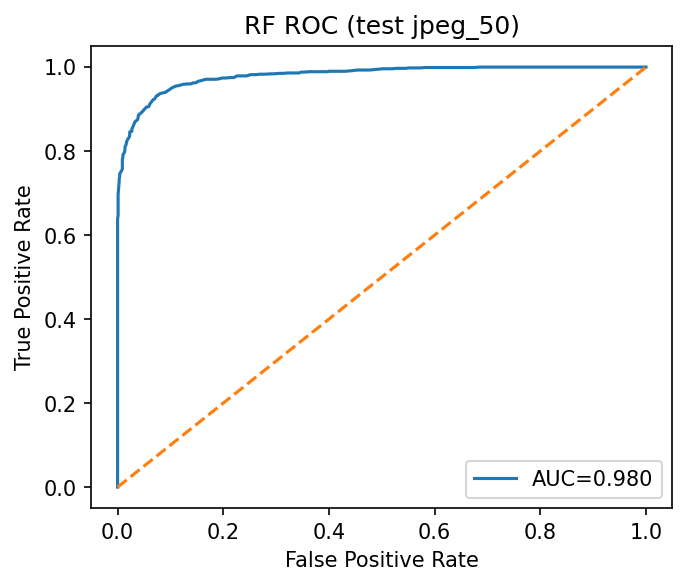 RF ROC (test jpeg_50)
True Positive Rate
1.0
0.8
0.6
0.4
0.2
0.0
AUC=0.980
0.0 0.2 0.4 0.6 0.8 1.0
False Positive Rate